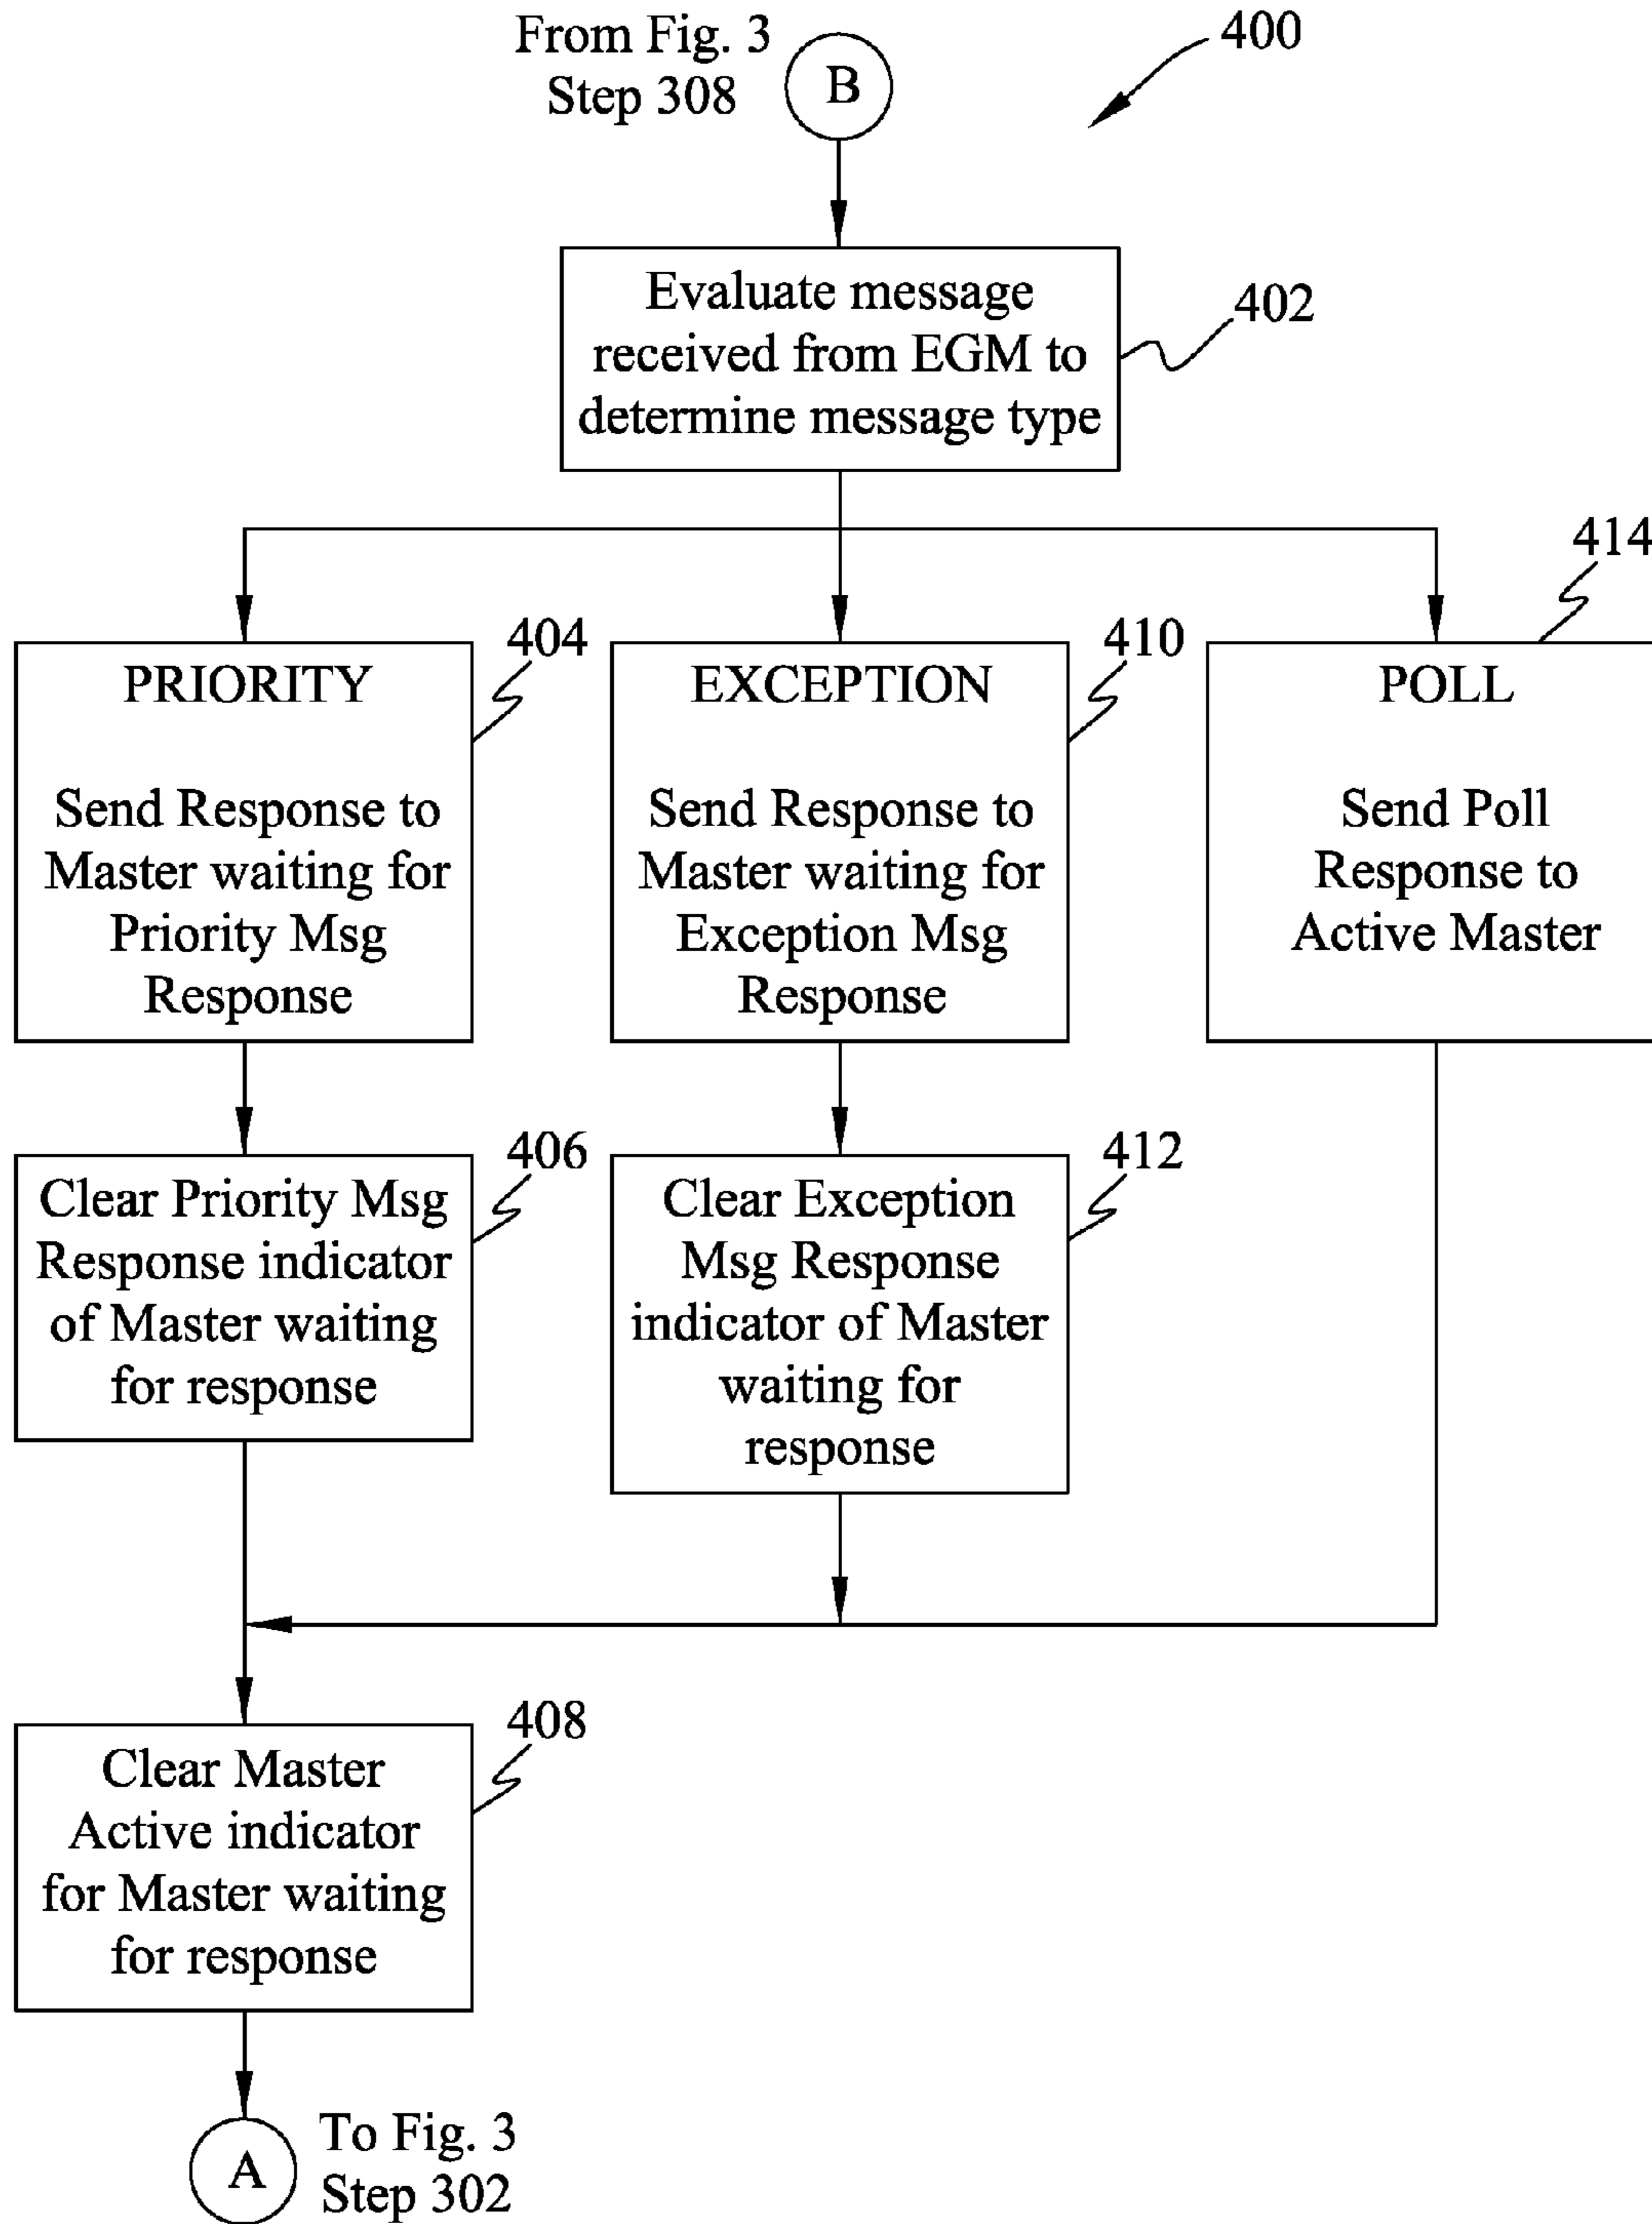 From Fig. 3
Step 308
B
400
Evaluate message
received from EGM to
determine message type
402
414
404
PRIORITY
Send Response to
Master waiting for
Priority Msg
Response
410
EXCEPTION
Send Response to
Master waiting for
Exception Msg
Response
POLL
Send Poll
Response to
Active Master
406
Clear Priority Msg
Response indicator
of Master waiting
for response
412
Clear Exception
Msg Response
indicator of Master
waiting for
response
408
Clear Master
Active indicator
for Master waiting
for response
A
To Fig. 3
Step 302